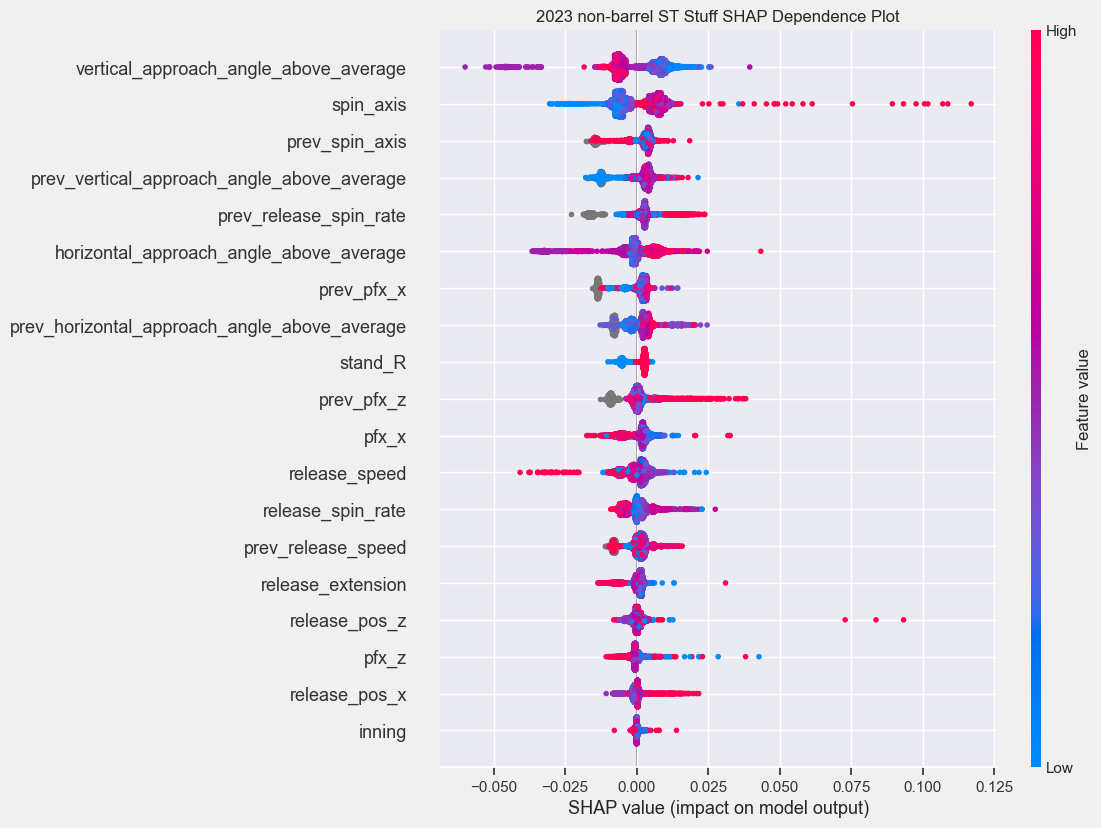 2023 non-barrel ST Stuff SHAP Dependence Plot
High
vertical_approach_angle_above_average
spin_axis
prev_spin_axis
prev_vertical_approach_angle_above_average
prev_release_spin_rate
horizontal_approach_angle_above_average
prev_pfx_x
prev_horizontal_approach_angle_above_average
stand_R
prev_pfx_z
pfx_x
release_speed
release_spin_rate
prev_release_speed
release_extension
release_pos_z
pfx_z
release_pos_x
inning
Feature value
Low
−0.050 −0.025 0.000 0.025 0.050 0.075 0.100 0.125
SHAP value (impact on model output)